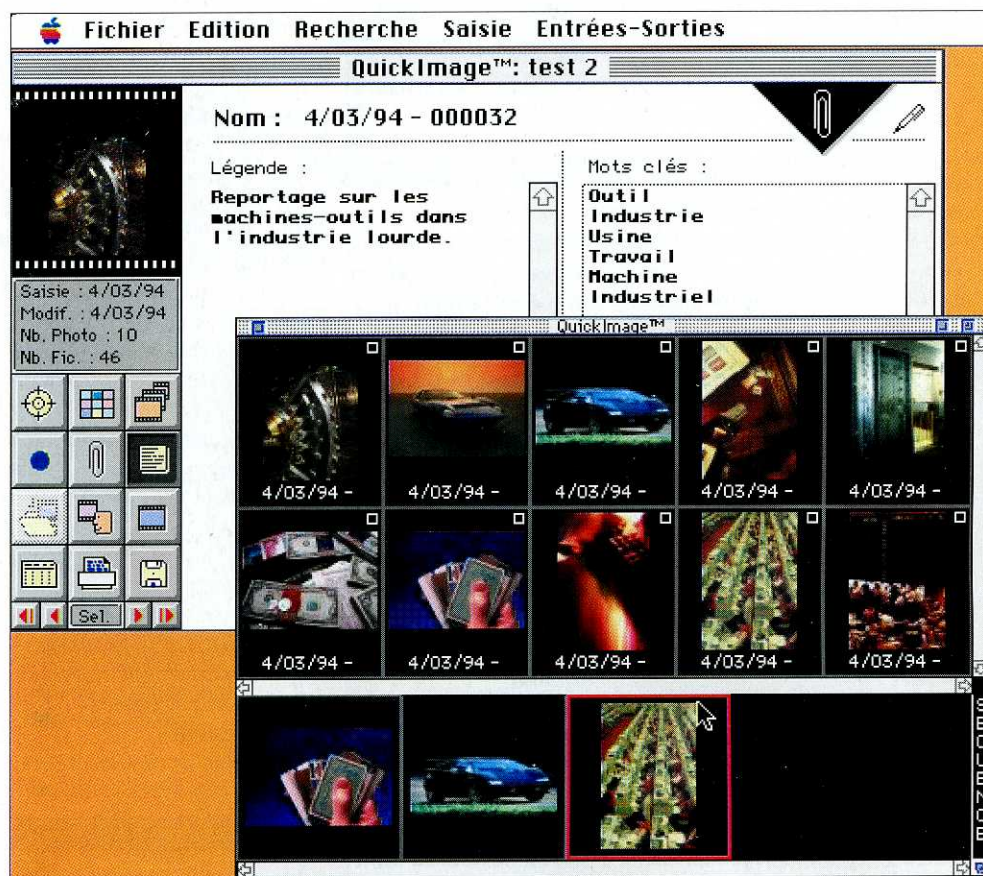 Fichier Edition Recherche Saisie Entrées-Sorties
QuickImage™: test 2
Nom : 4/03/94 - 000032
Légende :
Reportage sur les
machines-outils dans
l'industrie lourde.
Mots clés :
Outil
Industrie
Usine
Travail
Machine
Industriel
Saisie : 4/03/94
Modif. : 4/03/94
Nb. Photo : 10
Nb. Fic. : 46
Sel.
QuickImage™
4/03/94 - 4/03/94 - 4/03/94 - 4/03/94 - 4/03/94 -
4/03/94 - 4/03/94 - 4/03/94 - 4/03/94 - 4/03/94 -
SEQUENCE